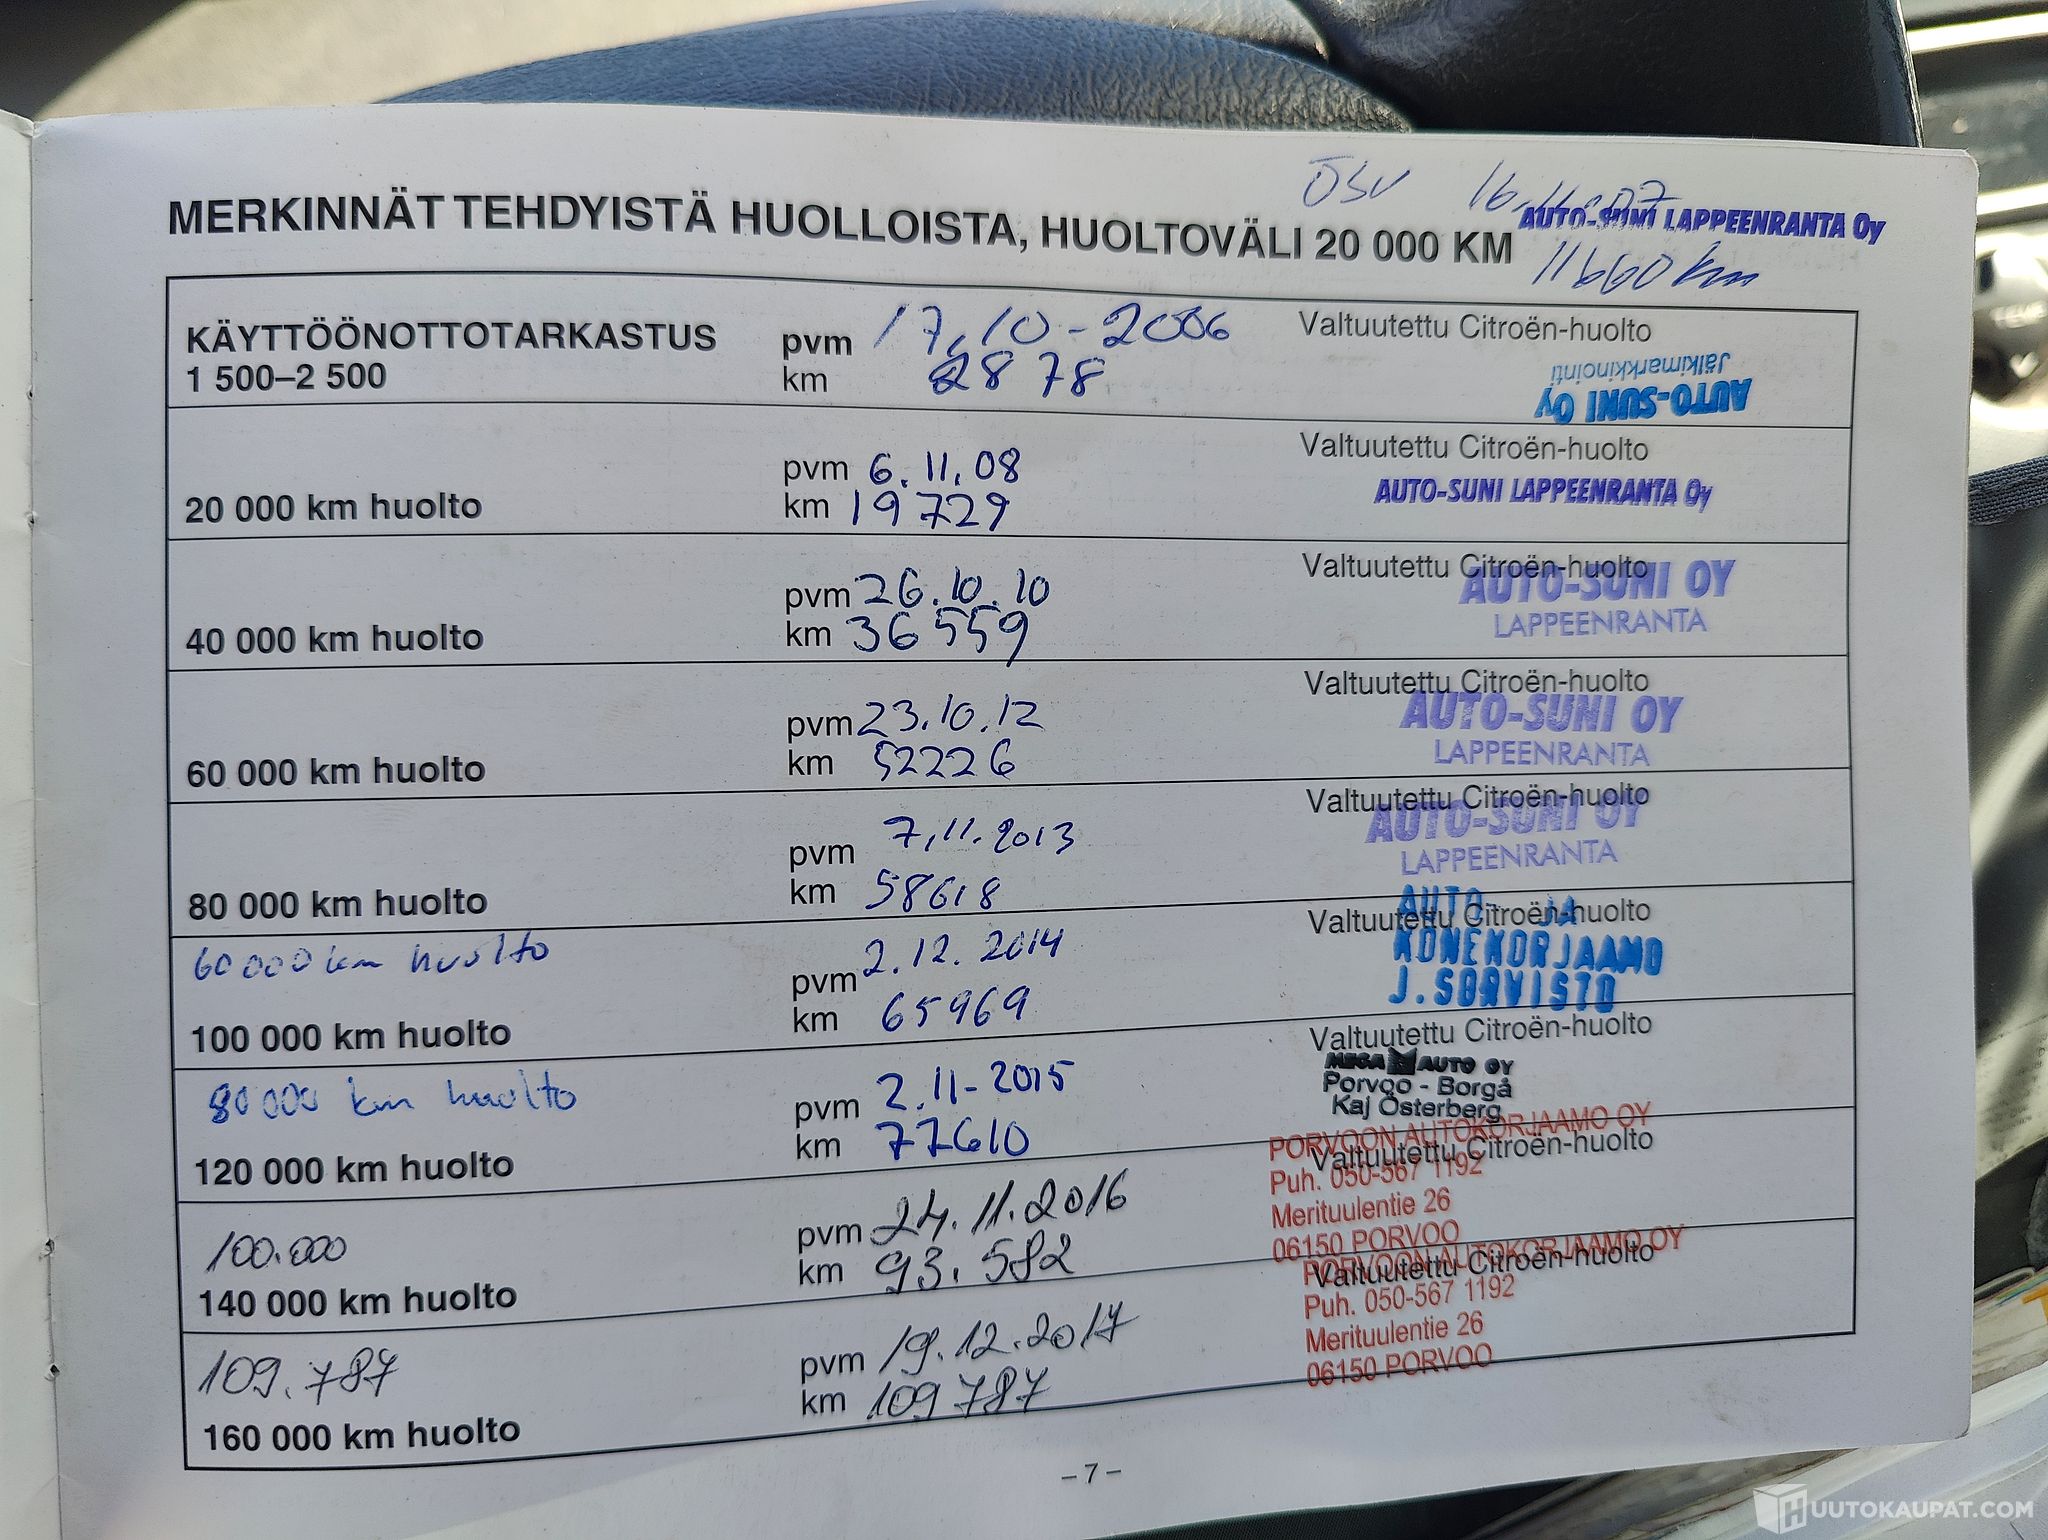 ÖSV 16.11.07
AUTO-SUNI LAPPEENRANTA Oy
MERKINNÄT TEHDYISTÄ HUOLLOISTA, HUOLTOVÄLI 20 000 KM
11660 km
KÄYTTÖÖNOTTOTARKASTUS
1 500–2 500
pvm 17.10-2006
km 2878
Valtuutettu Citroën-huolto
AUTO-SUNI Oy
Jälkimarkkinointi
20 000 km huolto
pvm 6.11.08
km 19729
Valtuutettu Citroën-huolto
AUTO-SUNI LAPPEENRANTA Oy
40 000 km huolto
pvm 26.10.10
km 36559
Valtuutettu Citroën-huolto
AUTO-SUNI OY
LAPPEENRANTA
60 000 km huolto
pvm 23.10.12
km 52226
Valtuutettu Citroën-huolto
AUTO-SUNI OY
LAPPEENRANTA
80 000 km huolto
pvm 7.11.2013
km 58618
Valtuutettu Citroën-huolto
AUTO-SUNI OY
LAPPEENRANTA
60 000 km huolto
100 000 km huolto
pvm 2.12.2014
km 65969
Valtuutettu Citroën-huolto
AUTO- JA
KONEKORJAAMO
J.SORVISTO
80 000 km huolto
120 000 km huolto
pvm 2.11-2015
km 77610
Valtuutettu Citroën-huolto
MEGA AUTO OY
Porvoo - Borgå
Kaj Österberg
100.000
140 000 km huolto
pvm 24.11.2016
km 93.582
Valtuutettu Citroën-huolto
PORVOON AUTOKORJAAMO OY
Puh. 050-567 1192
Merituulentie 26
06150 PORVOO
109.787
160 000 km huolto
pvm 19.12.2017
km 109787
Valtuutettu Citroën-huolto
PORVOON AUTOKORJAAMO OY
Puh. 050-567 1192
Merituulentie 26
06150 PORVOO
– 7 –
HUUTOKAUPAT.COM